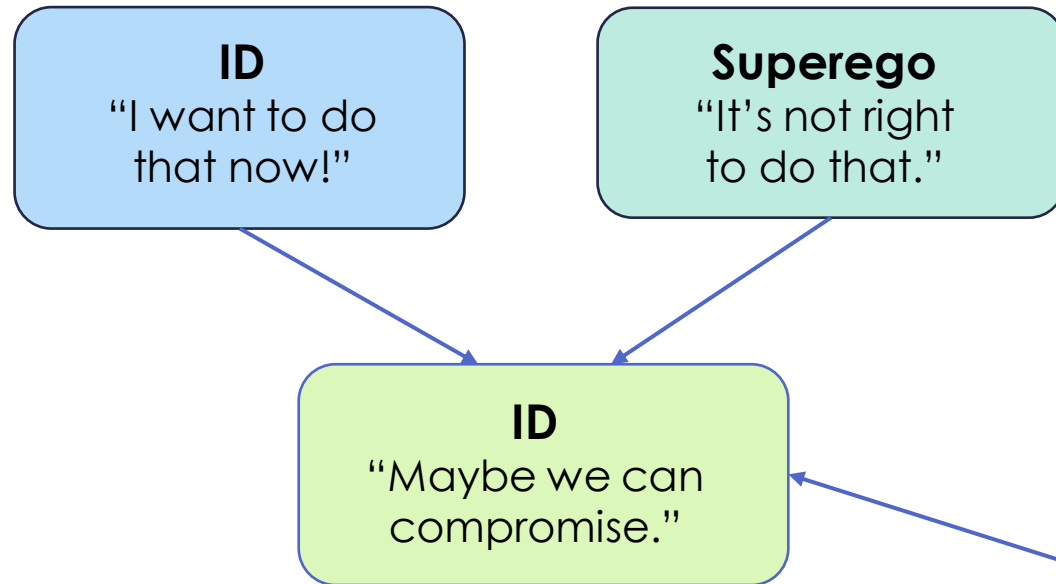 ID
“I want to do
that now!”
Superego
“It’s not right
to do that.”
ID
“Maybe we can
compromise.”